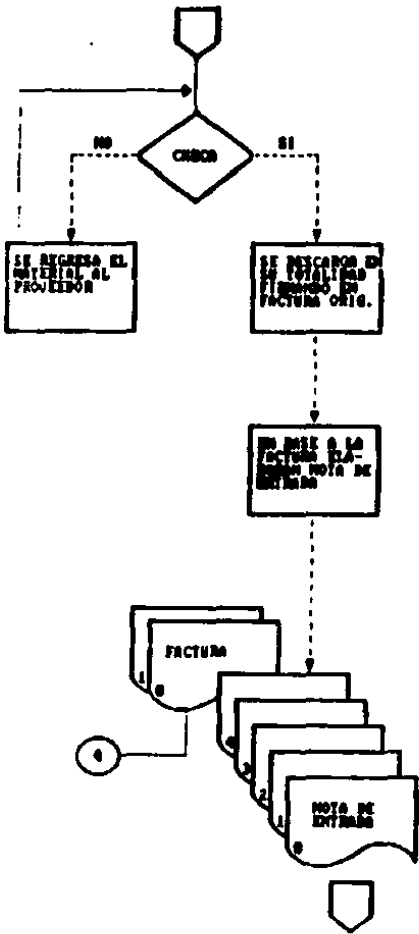 NO
SI
CHECA
SE REGRESA EL
MATERIAL AL
PROVEEDOR
SE DESCARGA EN
SU TOTALIDAD
FIRMANDO EN
FACTURA ORIG.
EN BASE A LA
FACTURA ELA-
BORAN NOTA DE
ENTRADA
FACTURA
1
0
4
4
3
2
1
NOTA DE
ENTRADA
0